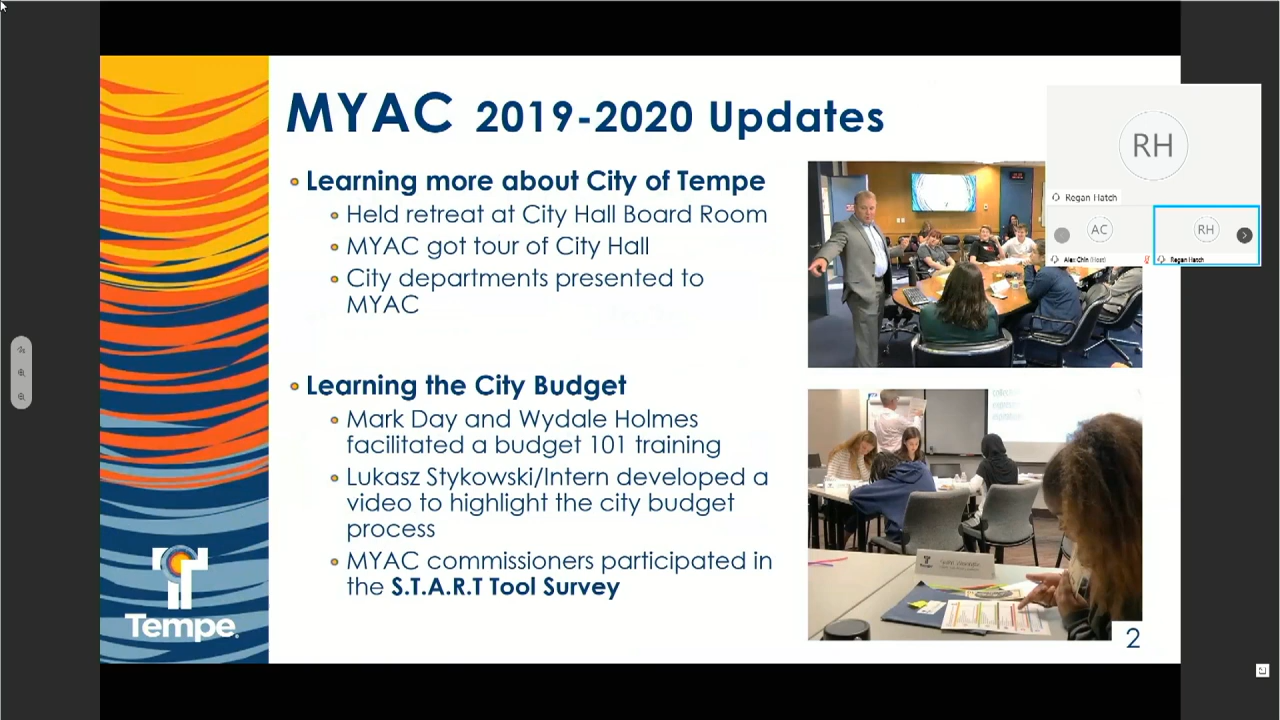 MYAC 2019-2020 Updates
Learning more about City of Tempe
Held retreat at City Hall Board Room
MYAC got tour of City Hall
City departments presented to
MYAC
Learning the City Budget
Mark Day and Wydale Holmes
facilitated a budget 101 training
Lukasz Stykowski/Intern developed a
video to highlight the city budget
process
MYAC commissioners participated in
the S.T.A.R.T Tool Survey
Tempe.
2
RH
Regan Hatch
AC
RH
Alex Chin (Host)
Regan Hatch